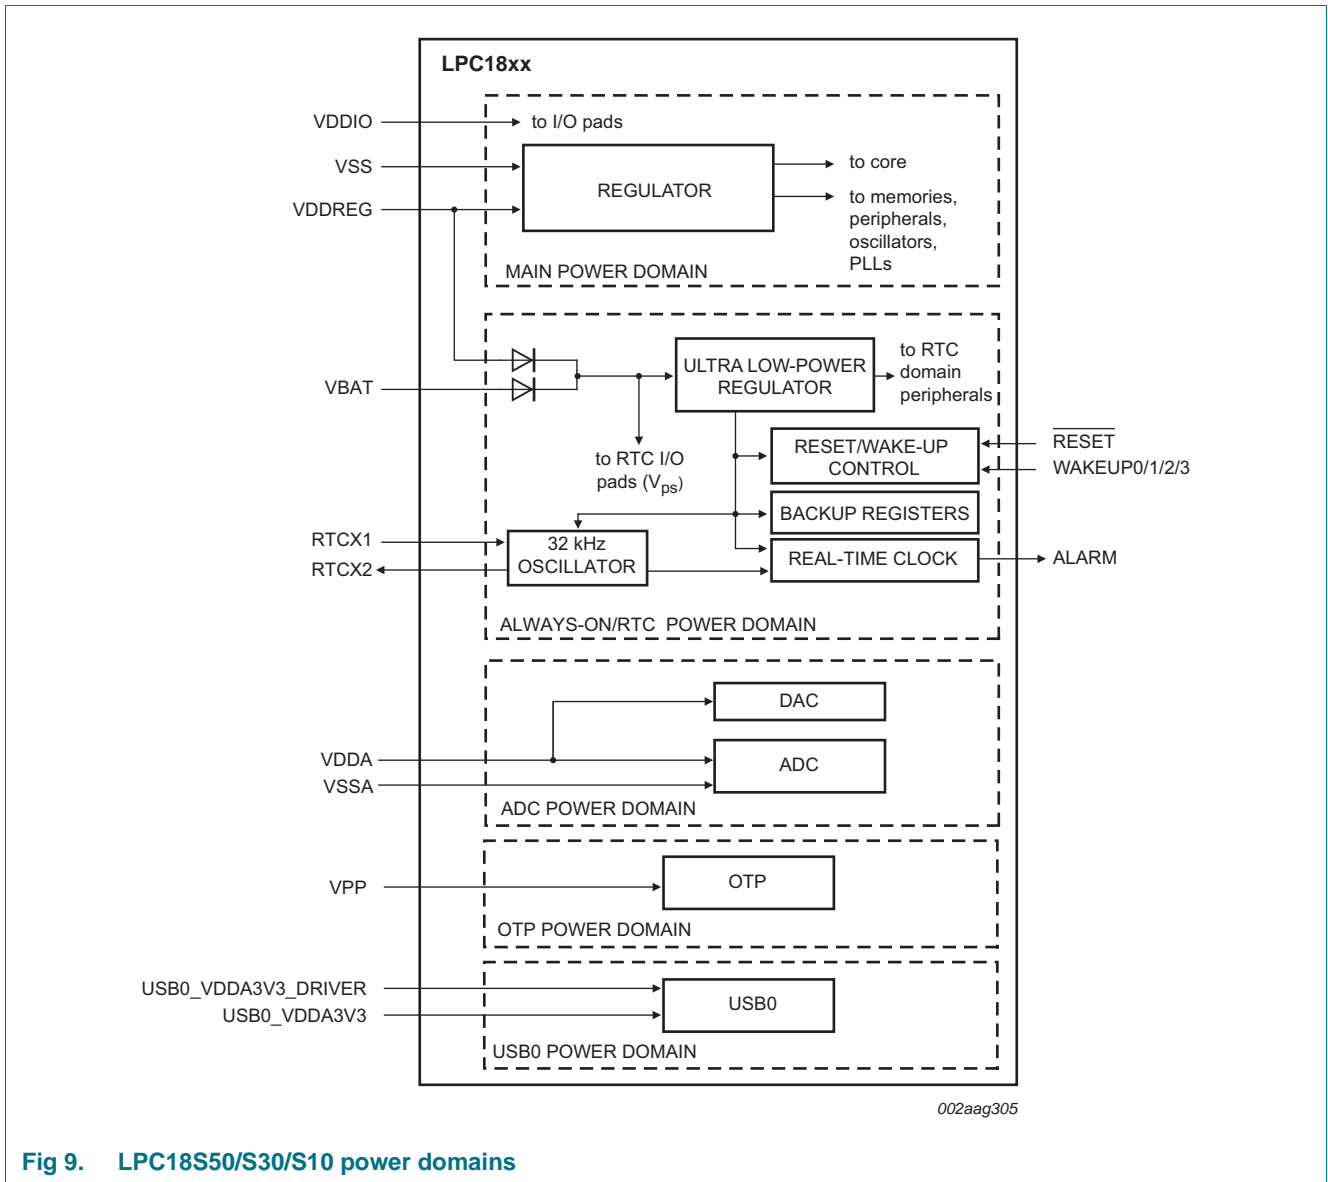 LPC18xx
VDDIO
to I/O pads
VSS
REGULATOR
to core
VDDREG
to memories,
peripherals,
oscillators,
PLLs
MAIN POWER DOMAIN
VBAT
ULTRA LOW-POWER
REGULATOR
to RTC
domain
peripherals
to RTC I/O
pads (Vps)
RESET/WAKE-UP
CONTROL
RESET
WAKEUP0/1/2/3
BACKUP REGISTERS
RTCX1
RTCX2
32 kHz
OSCILLATOR
REAL-TIME CLOCK
ALARM
ALWAYS-ON/RTC POWER DOMAIN
DAC
VDDA
VSSA
ADC
ADC POWER DOMAIN
VPP
OTP
OTP POWER DOMAIN
USB0_VDDA3V3_DRIVER
USB0_VDDA3V3
USB0
USB0 POWER DOMAIN
002aag305
Fig 9. LPC18S50/S30/S10 power domains